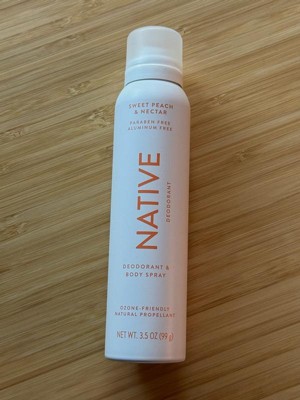 SWEET PEACH
& NECTAR
PARABEN FREE
ALUMINUM FREE
NATIVE
DEODORANT
DEODORANT &
BODY SPRAY
OZONE-FRIENDLY
NATURAL PROPELLANT
NET WT. 3.5 OZ (99 g)